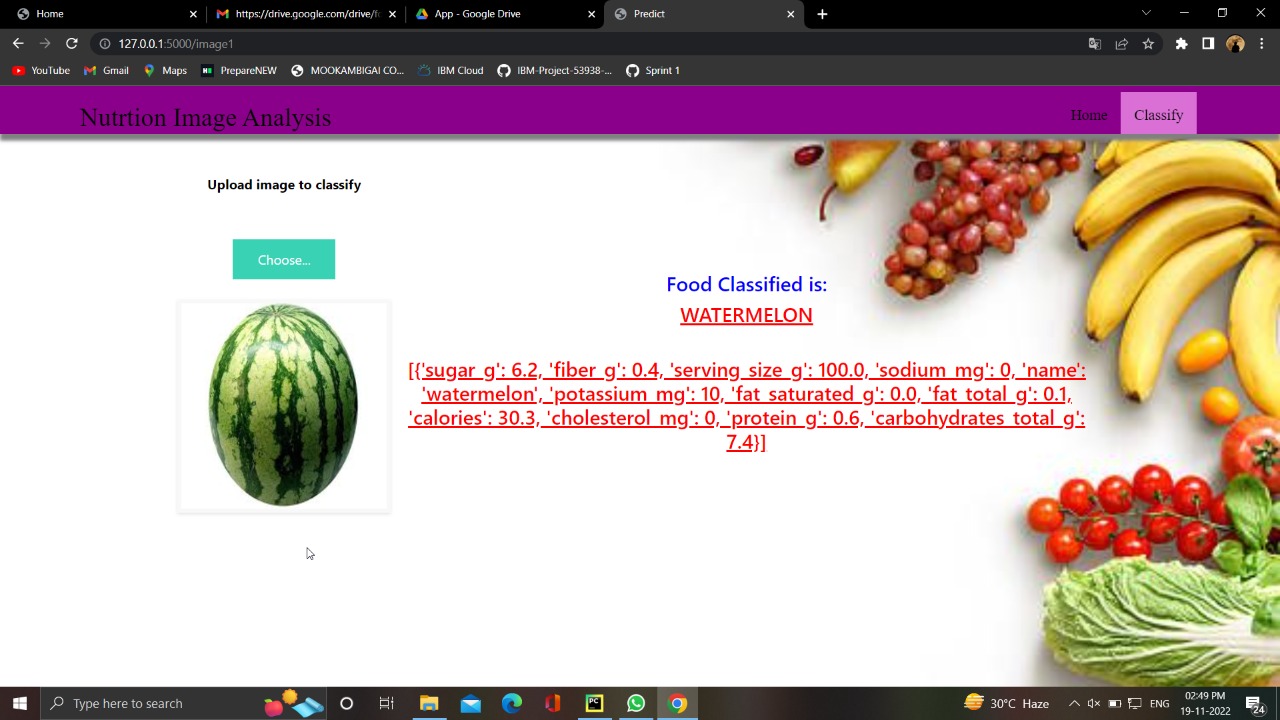 Home
https://drive.google.com/drive/f
App - Google Drive
Predict
127.0.0.1:5000/image1
YouTube
Gmail
Maps
PrepareNEW
MOOKAMBIGAI CO...
IBM Cloud
IBM-Project-53938-...
Sprint 1
Nutrtion Image Analysis
Home
Classify
Upload image to classify
Choose...
Food Classified is:
WATERMELON
[{'sugar_g': 6.2, 'fiber_g': 0.4, 'serving_size_g': 100.0, 'sodium_mg': 0, 'name':
'watermelon', 'potassium_mg': 10, 'fat_saturated_g': 0.0, 'fat_total_g': 0.1,
'calories': 30.3, 'cholesterol_mg': 0, 'protein_g': 0.6, 'carbohydrates_total_g':
7.4}]
Type here to search
30°C Haze
ENG
02:49 PM
19-11-2022
24